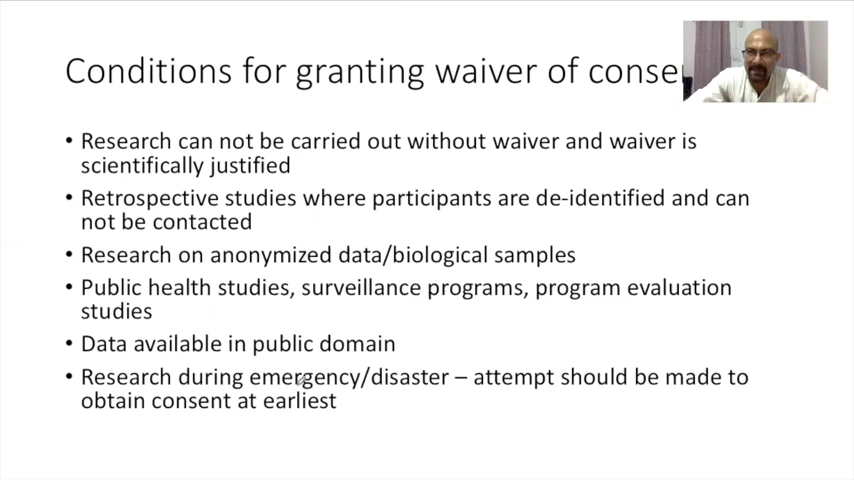 Conditions for granting waiver of conse
• Research can not be carried out without waiver and waiver is
scientifically justified
• Retrospective studies where participants are de-identified and can
not be contacted
• Research on anonymized data/biological samples
• Public health studies, surveillance programs, program evaluation
studies
• Data available in public domain
• Research during emergency/disaster – attempt should be made to
obtain consent at earliest